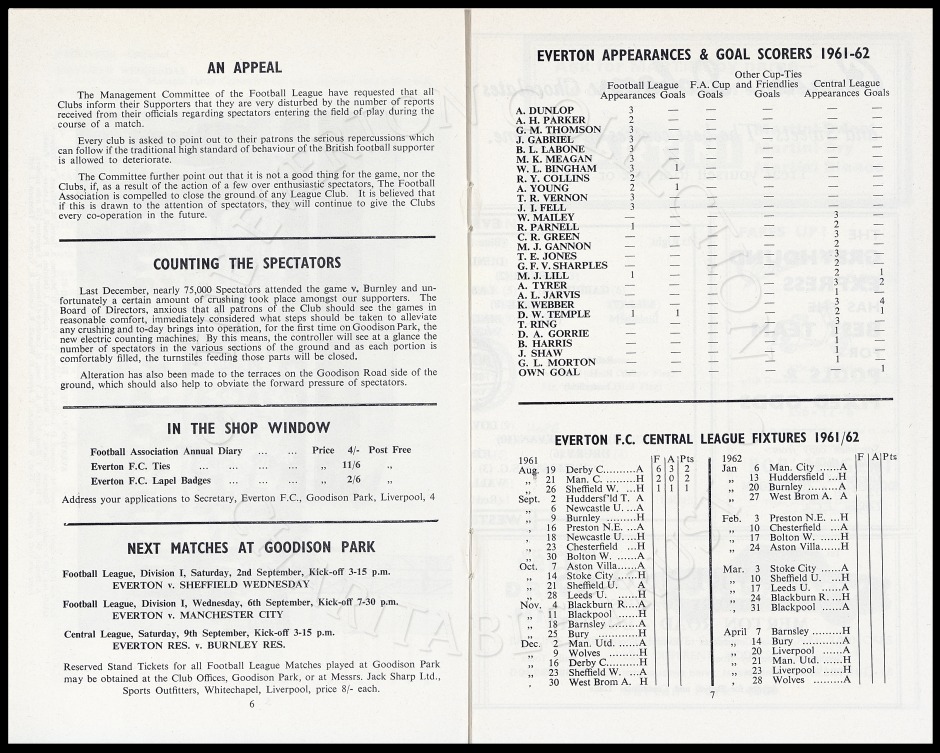 AN APPEAL
The Management Committee of the Football League have requested that all
Clubs inform their Supporters that they are very disturbed by the number of reports
received from their officials regarding spectators entering the field of play during the
course of a match.
Every club is asked to point out to their patrons the serious repercussions which
can follow if the traditional high standard of behaviour of the British football supporter
is allowed to deteriorate.
The Committee further point out that it is not a good thing for the game, nor the
Clubs, if, as a result of the action of a few over enthusiastic spectators, The Football
Association is compelled to close the ground of any League Club. It is believed that
if this is drawn to the attention of spectators, they will continue to give the Clubs
every co-operation in the future.
COUNTING THE SPECTATORS
Last December, nearly 75,000 Spectators attended the game v. Burnley and un-
fortunately a certain amount of crushing took place amongst our supporters. The
Board of Directors, anxious that all patrons of the Club should see the games in
reasonable comfort, immediately considered what steps should be taken to alleviate
any crushing and to-day brings into operation, for the first time on Goodison Park, the
new electric counting machines. By this means, the controller will see at a glance the
number of spectators in the various sections of the ground and as each portion is
comfortably filled, the turnstiles feeding those parts will be closed.
Alteration has also been made to the terraces on the Goodison Road side of the
ground, which should also help to obviate the forward pressure of spectators.
IN THE SHOP WINDOW
Football Association Annual Diary ... ... Price 4/- Post Free
Everton F.C. Ties ... ... ... ... „ 11/6 „
Everton F.C. Lapel Badges ... ... ... „ 2/6 „
Address your applications to Secretary, Everton F.C., Goodison Park, Liverpool, 4
NEXT MATCHES AT GOODISON PARK
Football League, Division I, Saturday, 2nd September, Kick-off 3-15 p.m.
EVERTON v. SHEFFIELD WEDNESDAY
Football League, Division I, Wednesday, 6th September, Kick-off 7-30 p.m.
EVERTON v. MANCHESTER CITY
Central League, Saturday, 9th September, Kick-off 3-15 p.m.
EVERTON RES. v. BURNLEY RES.
Reserved Stand Tickets for all Football League Matches played at Goodison Park
may be obtained at the Club Offices, Goodison Park, or at Messrs. Jack Sharp Ltd.,
Sports Outfitters, Whitechapel, Liverpool, price 8/- each.
6
EVERTON APPEARANCES & GOAL SCORERS 1961-62
Football League Appearances Goals F.A. Cup Goals Other Cup-Ties and Friendlies Goals Central League Appearances Goals
A. DUNLOP 3 — — — — —
A. H. PARKER 2 — — — — —
G. M. THOMSON 3 — — — — —
J. GABRIEL 3 — — — — —
B. L. LABONE 3 — — — — —
M. K. MEAGAN 3 — — — — —
W. L. BINGHAM 3 1 — — — —
R. Y. COLLINS 2 — — — — —
A. YOUNG 2 1 — — — —
T. R. VERNON 3 — — — — —
J. I. FELL 3 — — — — —
W. MAILEY — — — — 3 —
R. PARNELL 1 — — — 2 —
C. R. GREEN — — — — 3 —
M. J. GANNON — — — — 2 —
T. E. JONES — — — — 3 —
G. F. V. SHARPLES — — — — 2 —
M. J. LILL 1 — — — 2 1
A. TYRER — — — — 3 2
A. L. JARVIS — — — — 1 —
K. WEBBER — — — — 3 4
D. W. TEMPLE 1 1 — — 2 1
T. RING — — — — 3 —
D. A. GORRIE — — — — 1 —
B. HARRIS — — — — 1 —
J. SHAW — — — — 1 —
G. L. MORTON — — — — 1 —
OWN GOAL — — — — 1
EVERTON F.C. CENTRAL LEAGUE FIXTURES 1961/62
1961 F A Pts
Aug. 19 Derby C.........A 6 3 2
„ 21 Man. C. .........H 2 0 2
„ 26 Sheffield W. ...H 1 1 1
Sept. 2 Huddersf'ld T. A
„ 6 Newcastle U. ...A
„ 9 Burnley .........H
„ 16 Preston N.E. ...A
„ 18 Newcastle U. ...H
„ 23 Chesterfield ...H
„ 30 Bolton W. ......A
Oct. 7 Aston Villa......A
„ 14 Stoke City ......H
„ 21 Sheffield U. A
„ 28 Leeds U. ......H
Nov. 4 Blackburn R....A
„ 11 Blackpool ......H
„ 18 Barnsley .........A
„ 25 Bury .........H
Dec. 2 Man. Utd. ......A
„ 9 Wolves .........H
„ 16 Derby C..........H
„ 23 Sheffield W. ...A
„ 30 West Brom A. H
1962 F A Pts
Jan 6 Man. City ......A
„ 13 Huddersfield ...H
„ 20 Burnley .........A
„ 27 West Brom A. A
Feb. 3 Preston N.E. ...H
„ 10 Chesterfield ...A
„ 17 Bolton W. ......H
„ 24 Aston Villa......H
Mar. 3 Stoke City ......A
„ 10 Sheffield U. ...H
„ 17 Leeds U. ......A
„ 24 Blackburn R. ...H
„ 31 Blackpool ......A
April 7 Barnsley .........H
„ 14 Bury .........A
„ 20 Liverpool ......A
„ 21 Man. Utd. ......H
„ 23 Liverpool ......H
„ 28 Wolves .........A
7